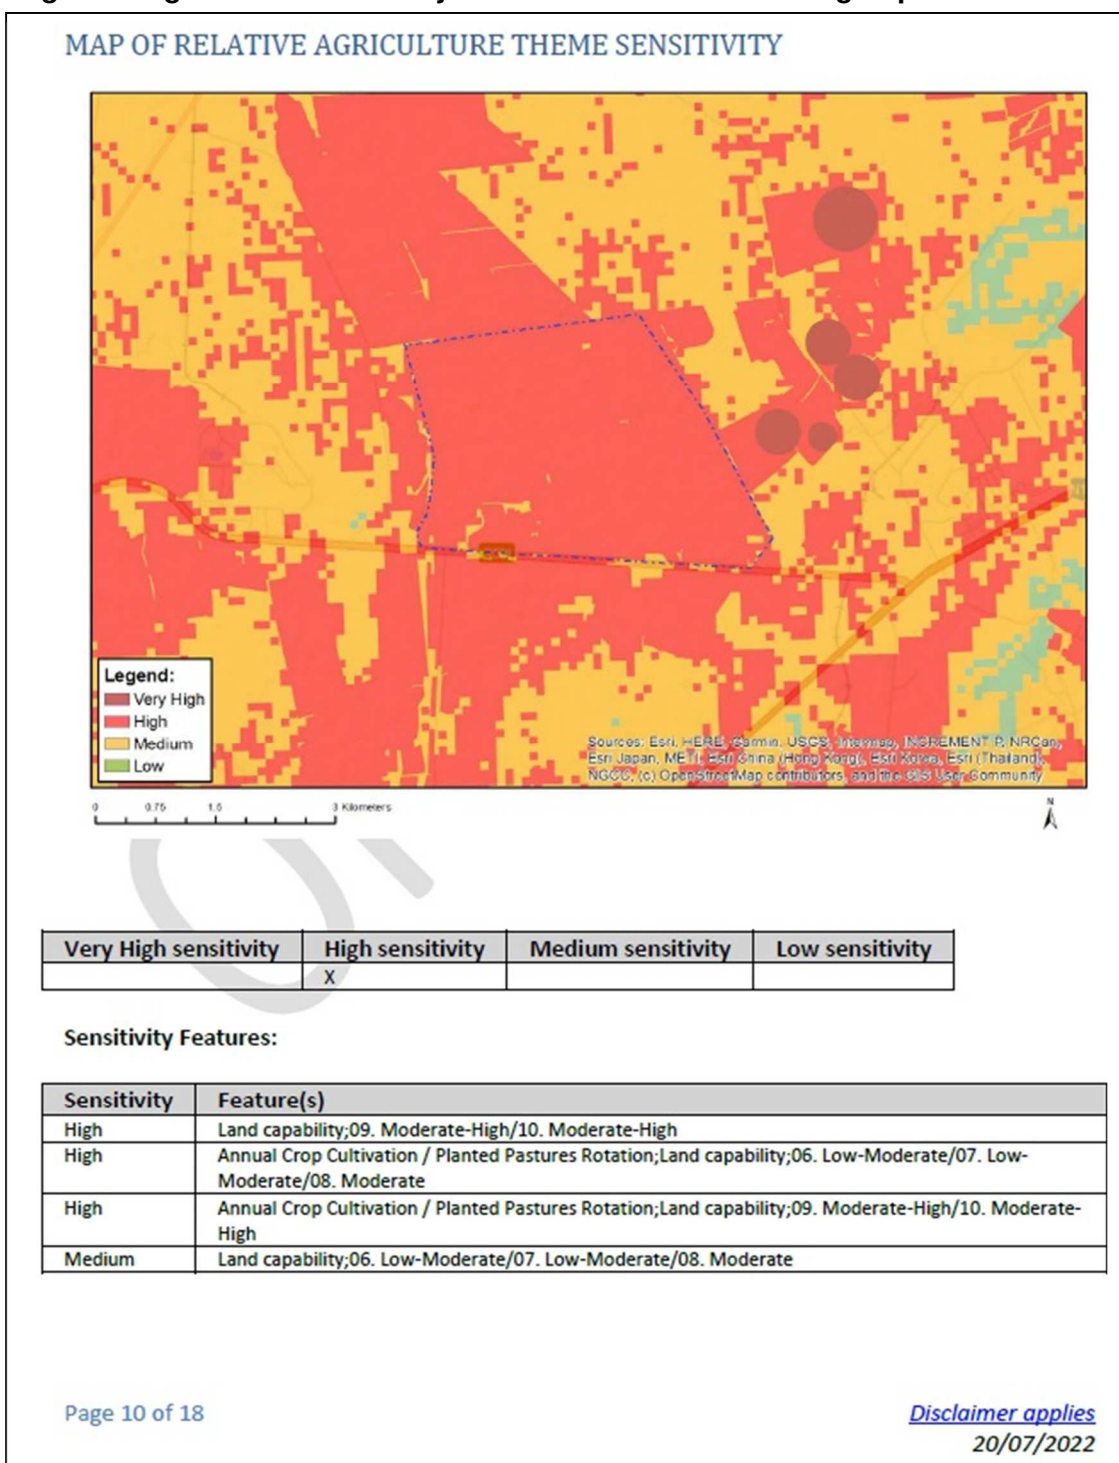 MAP OF RELATIVE AGRICULTURE THEME SENSITIVITY
Legend:
Very High
High
Medium
Low
Sources: Esri, HERE, Garmin, USGS, Intermap, INCREMENT P, NRCan,
Esri Japan, METI, Esri China (Hong Kong), Esri Korea, Esri (Thailand),
NGCC, (c) OpenStreetMap contributors, and the GIS User Community
0 0.75 1.5 3 Kilometers
N
Very High sensitivity High sensitivity Medium sensitivity Low sensitivity
X
Sensitivity Features:
Sensitivity Feature(s)
High Land capability;09. Moderate-High/10. Moderate-High
High Annual Crop Cultivation / Planted Pastures Rotation;Land capability;06. Low-Moderate/07. Low-
Moderate/08. Moderate
High Annual Crop Cultivation / Planted Pastures Rotation;Land capability;09. Moderate-High/10. Moderate-
High
Medium Land capability;06. Low-Moderate/07. Low-Moderate/08. Moderate
Page 10 of 18 Disclaimer applies
20/07/2022